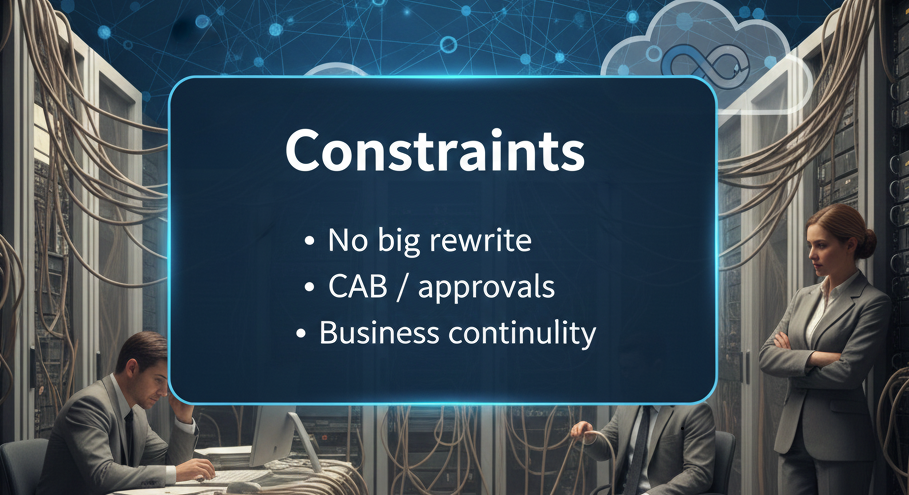 Constraints
• No big rewrite
• CAB / approvals
• Business continulity